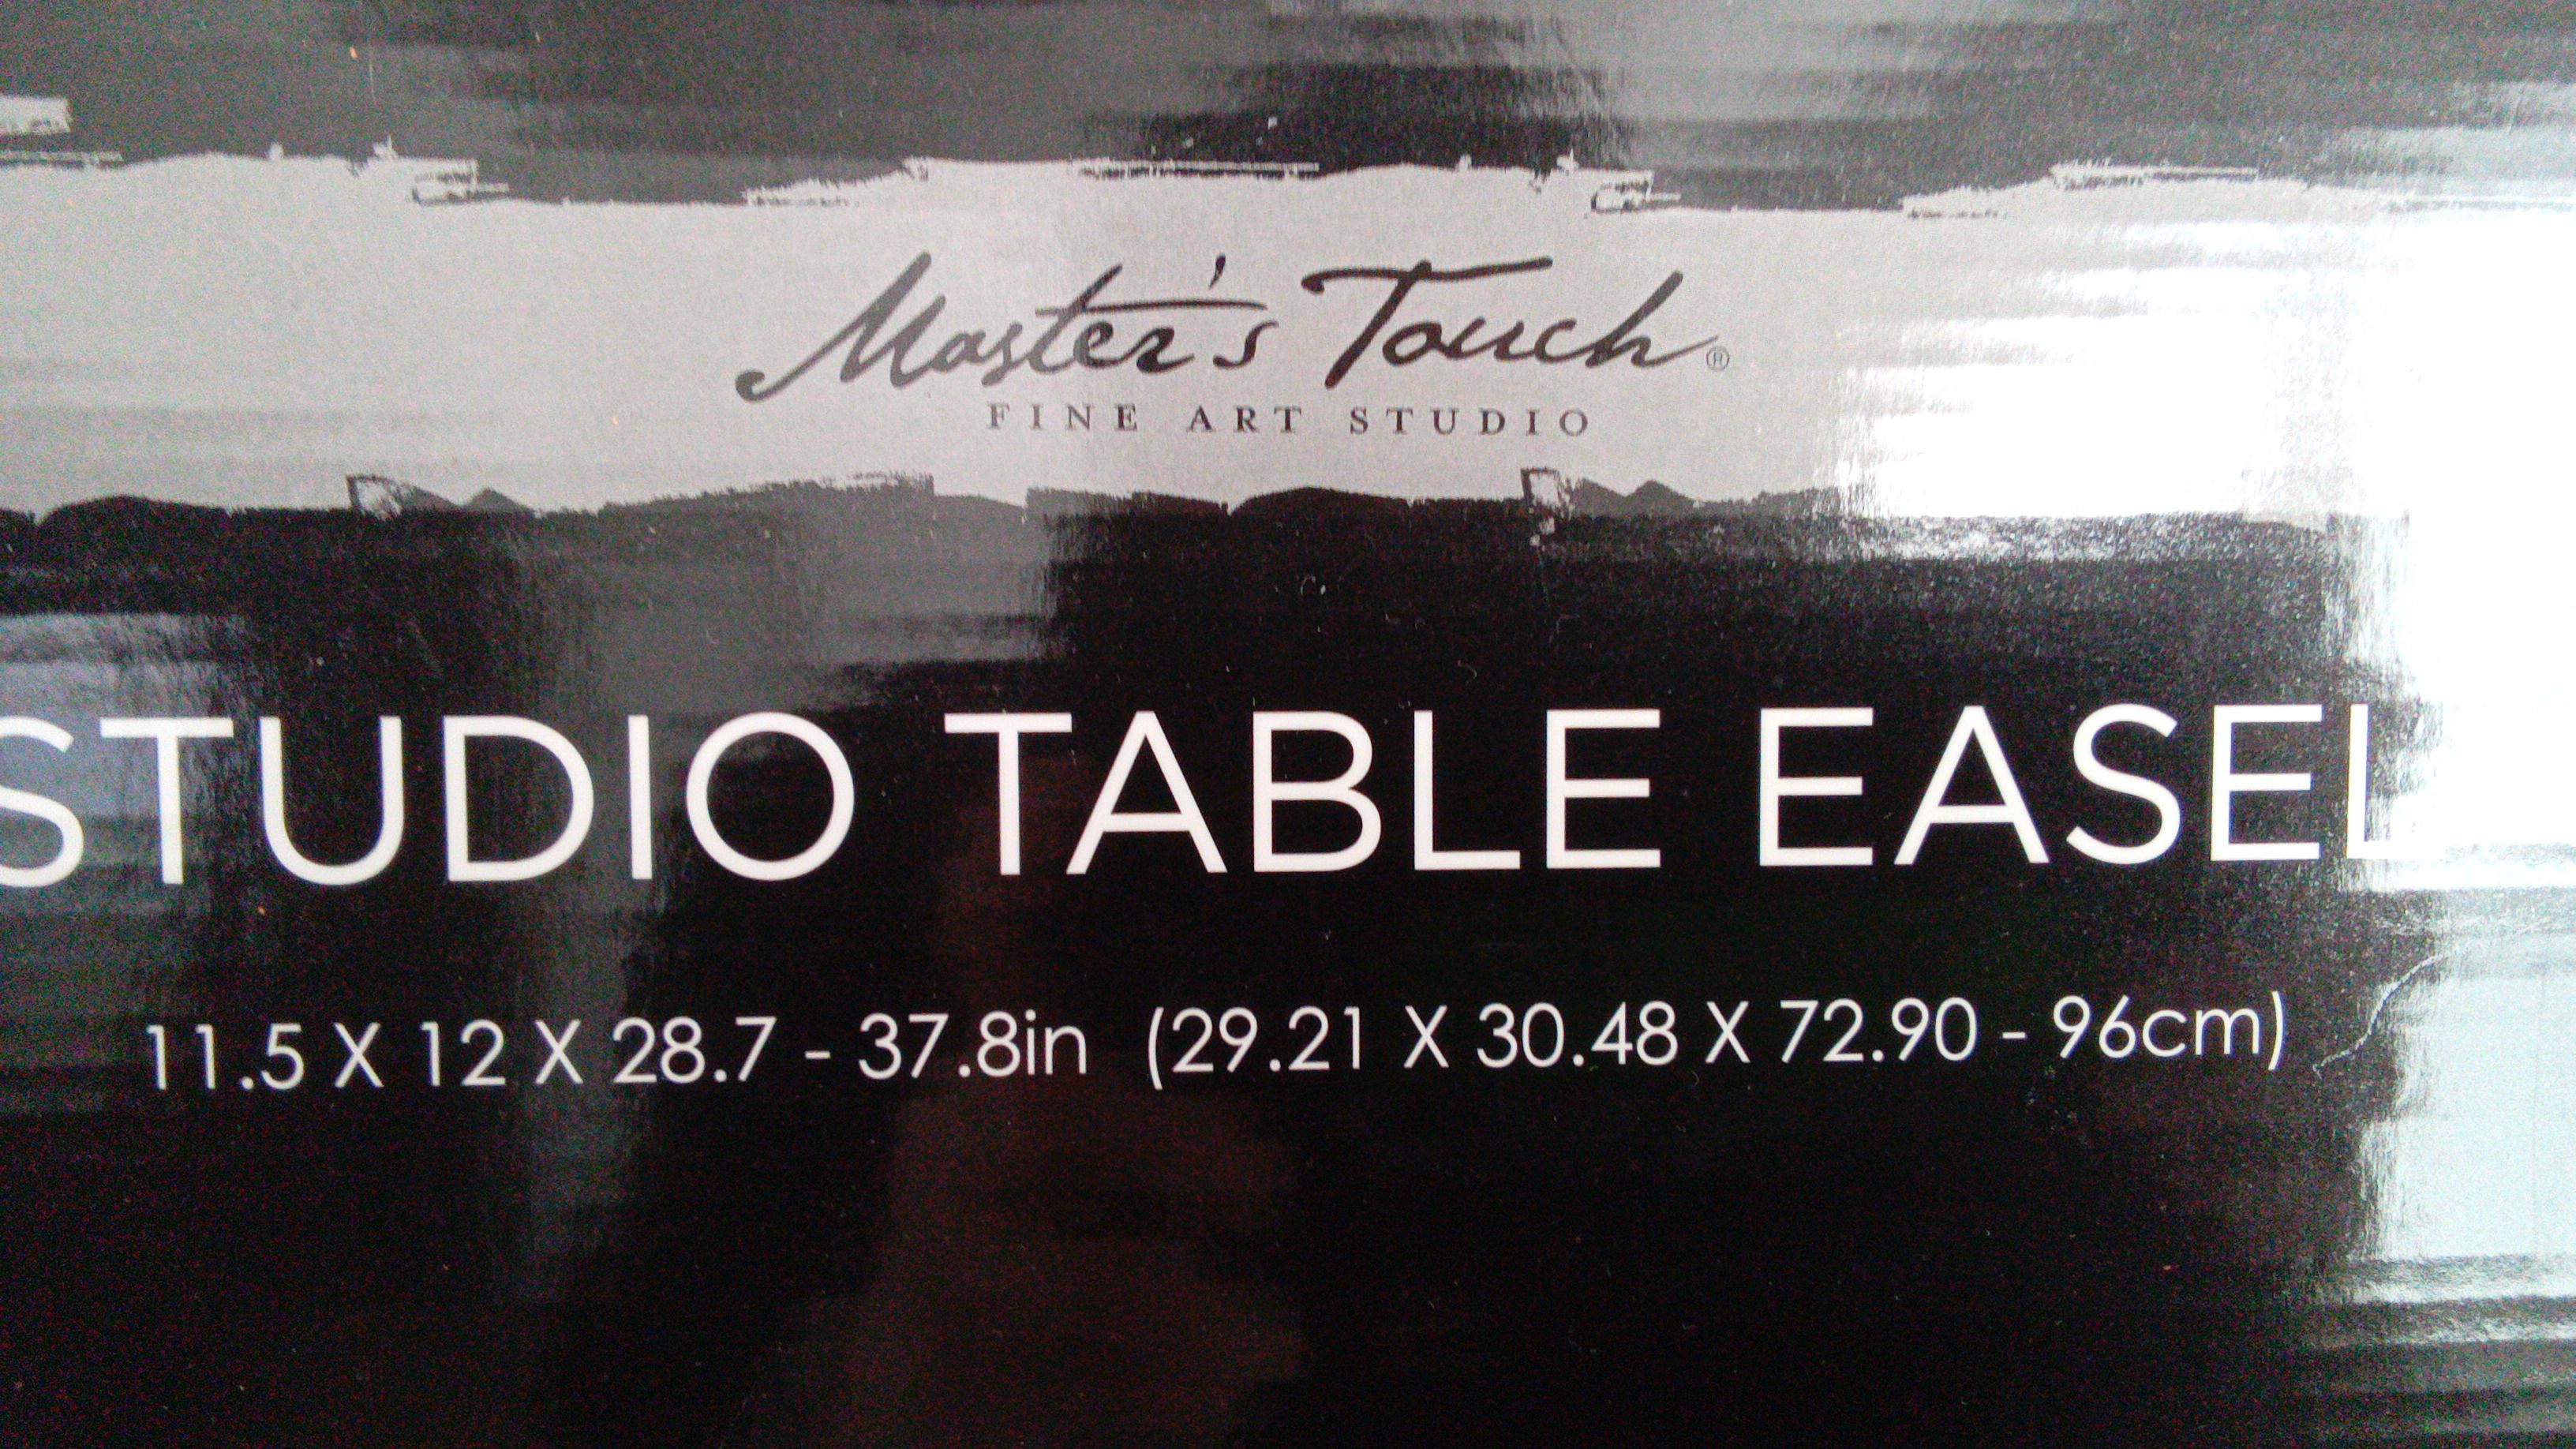 Master's Touch®
FINE ART STUDIO
STUDIO TABLE EASEL
11.5 X 12 X 28.7 - 37.8in (29.21 X 30.48 X 72.90 - 96cm)